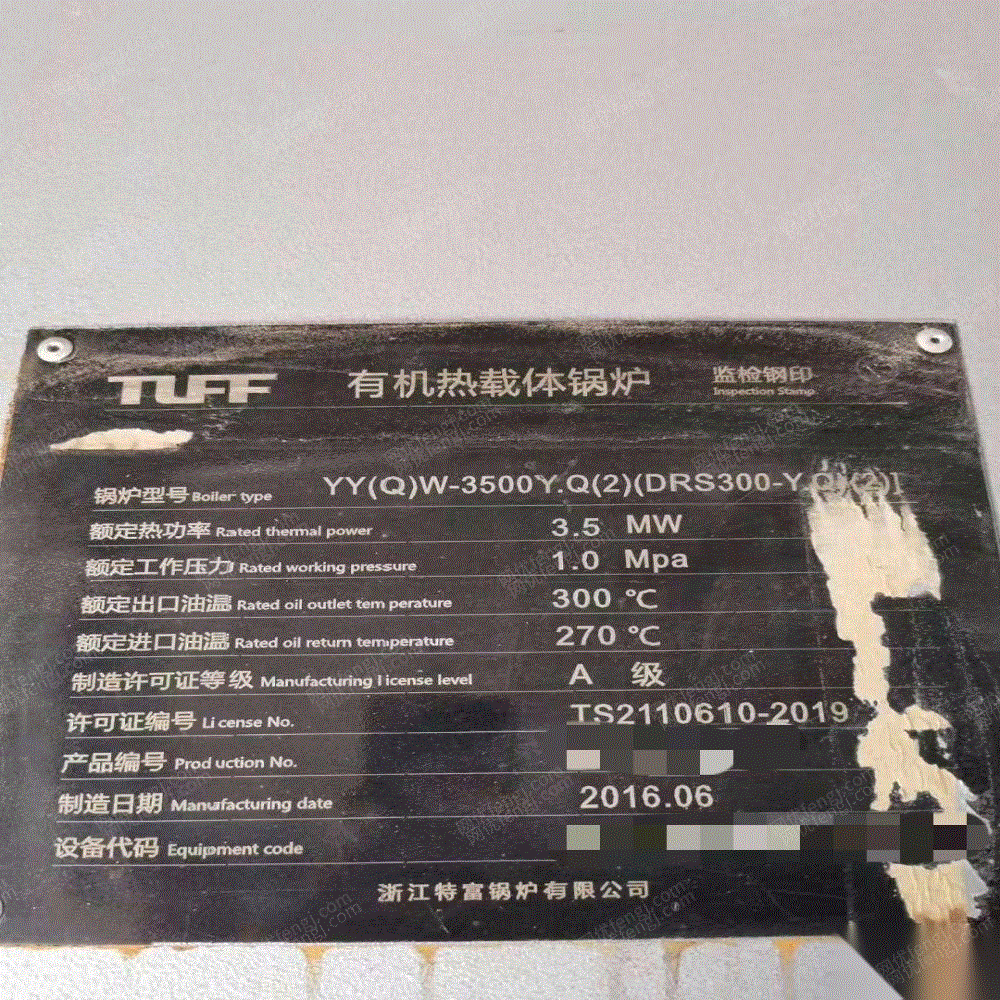 TUFF 有机热载体锅炉 监检钢印
Inspection Stamp
锅炉型号 Boiler type YY(Q)W-3500Y.Q(2)(DRS300-Y.Q)(2)
额定热功率 Rated thermal power 3.5 MW
额定工作压力 Rated working pressure 1.0 Mpa
额定出口油温 Rated oil outlet tem perature 300 ℃
额定进口油温 Rated oil return temperature 270 ℃
制造许可证等级 Manufacturing license level A 级
许可证编号 License No. TS2110610-2019
产品编号 Prod uction No.
制造日期 Manufacturing date 2016.06
设备代码 Equipment code
浙江特富锅炉有限公司